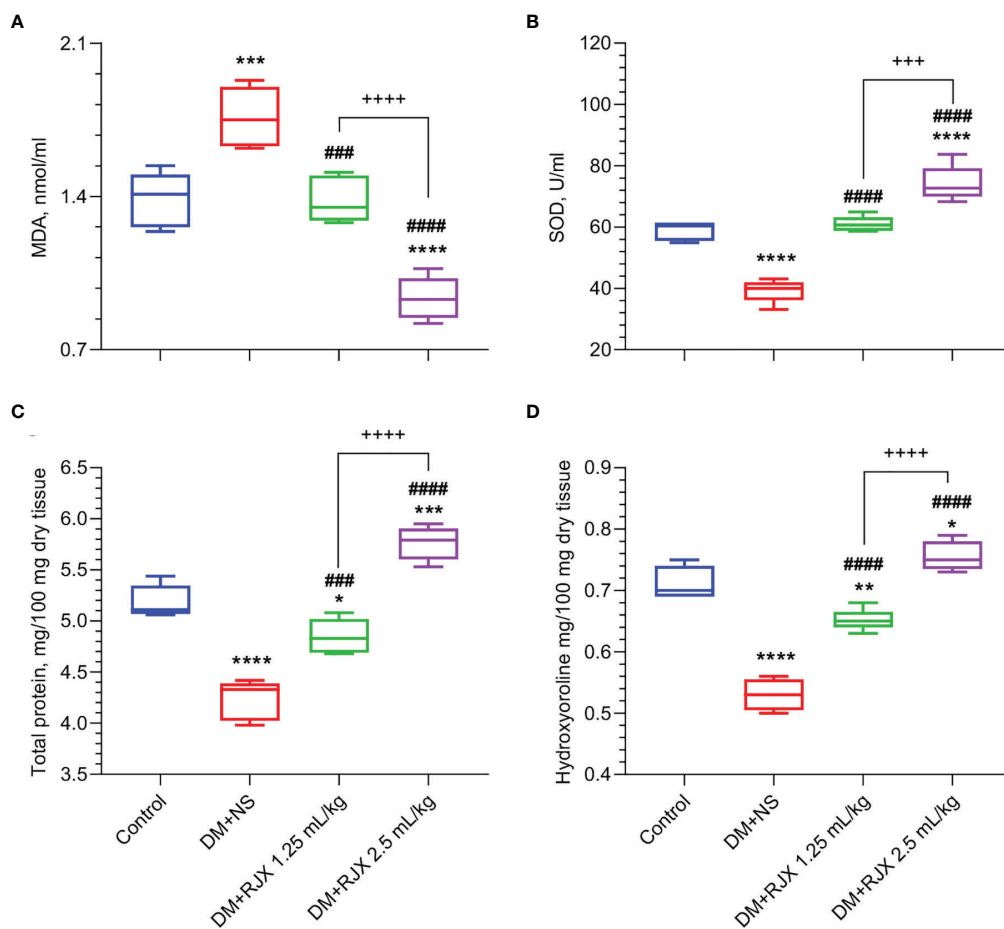 A
MDA, nmol/ml
2.1
1.4
0.7
***
###
++++
####
****
B
SOD, U/ml
120
100
80
60
40
20
****
####
+++
####
****
C
Total protein, mg/100 mg dry tissue
6.5
6.0
5.5
5.0
4.5
4.0
3.5
****
###
*
++++
####
***
Control
DM+NS
DM+RJX 1.25 mL/kg
DM+RJX 2.5 mL/kg
D
Hydroxyoroline mg/100 mg dry tissue
0.9
0.8
0.7
0.6
0.5
0.4
****
####
**
++++
####
*
Control
DM+NS
DM+RJX 1.25 mL/kg
DM+RJX 2.5 mL/kg